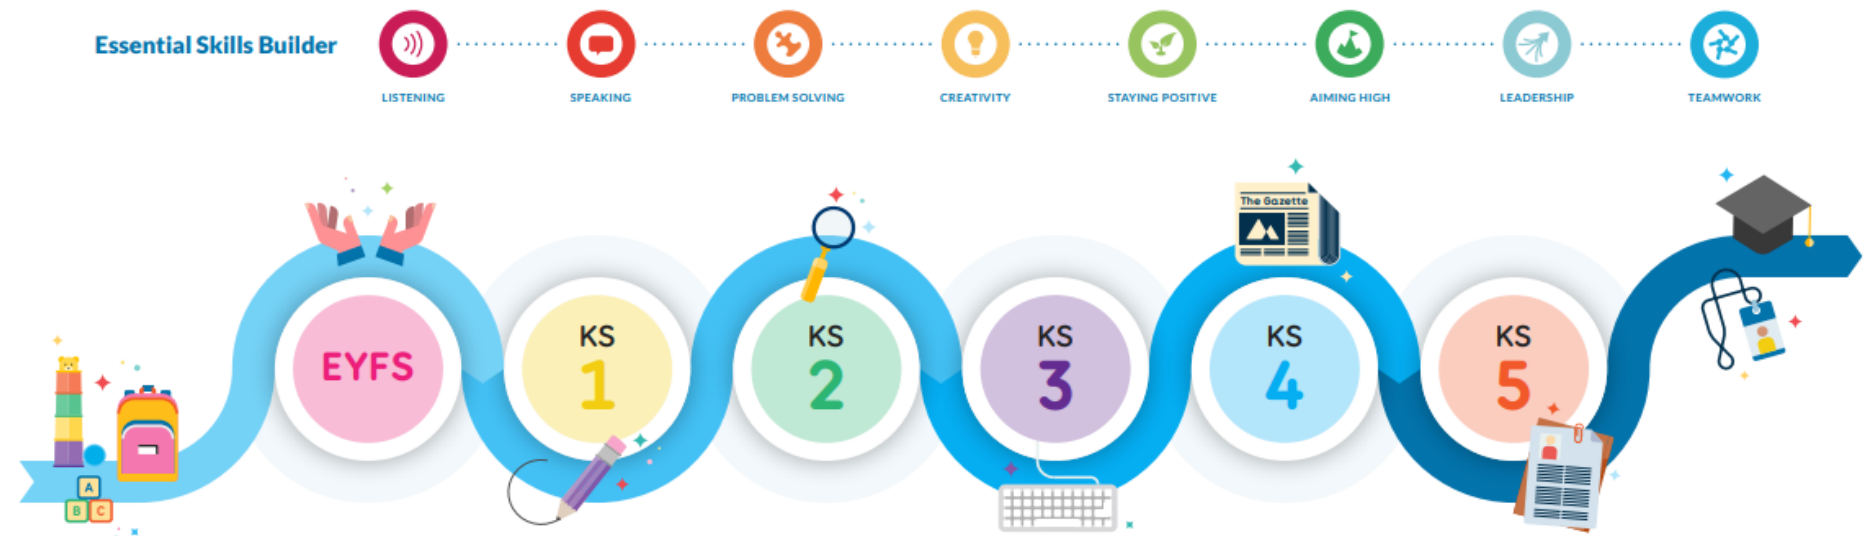 Essential Skills Builder
LISTENING
SPEAKING
PROBLEM SOLVING
CREATIVITY
STAYING POSITIVE
AIMING HIGH
LEADERSHIP
TEAMWORK
The Gazette
EYFS
KS
1
KS
2
KS
3
KS
4
KS
5
A
B C